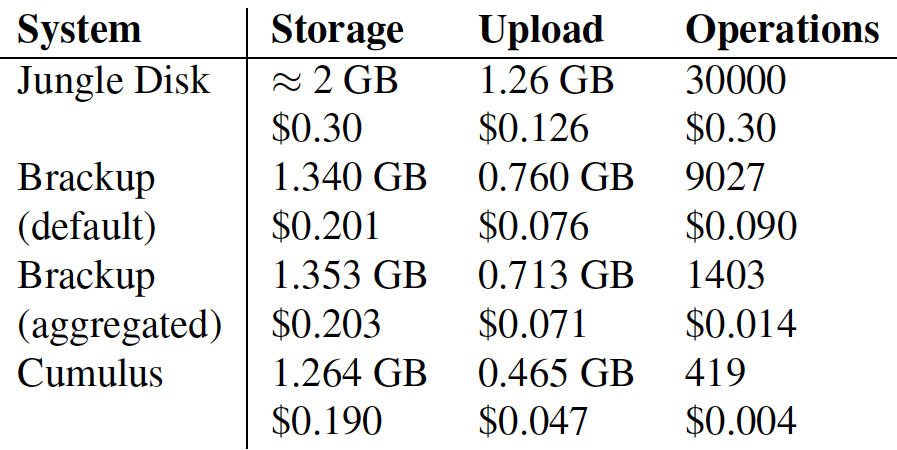 System Storage Upload Operations
Jungle Disk ≈ 2 GB 1.26 GB 30000
$0.30 $0.126 $0.30
Brackup 1.340 GB 0.760 GB 9027
(default) $0.201 $0.076 $0.090
Brackup 1.353 GB 0.713 GB 1403
(aggregated) $0.203 $0.071 $0.014
Cumulus 1.264 GB 0.465 GB 419
$0.190 $0.047 $0.004